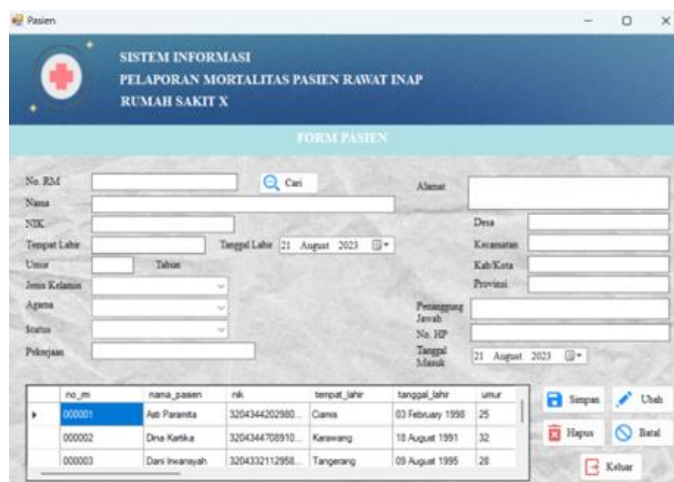 Pasien
SISTEM INFORMASI
PELAPORAN MORTALITAS PASIEN RAWAT INAP
RUMAH SAKIT X
FORM PASIEN
No. RM
Cari
Nama
NIK
Tempat Lahir
Tanggal Lahir
21 August 2023
Umur
Tahun
Jenis Kelamin
Agama
Status
Pekerjaan
Alamat
Desa
Kecamatan
Kab/Kota
Provinsi
Penanggung
Jawab
No. HP
Tanggal
Masuk
21 August 2023
no_rm nama_pasien nik tempat_lahir tanggal_lahir umur
000001 Asti Paramita 3204344202980... Ciamis 03 February 1998 25
000002 Dina Kartika 3204344708910... Karawang 18 August 1991 32
000003 Dani Irwansyah 3204332112958... Tangerang 09 August 1995 28
Simpan
Ubah
Hapus
Batal
Keluar